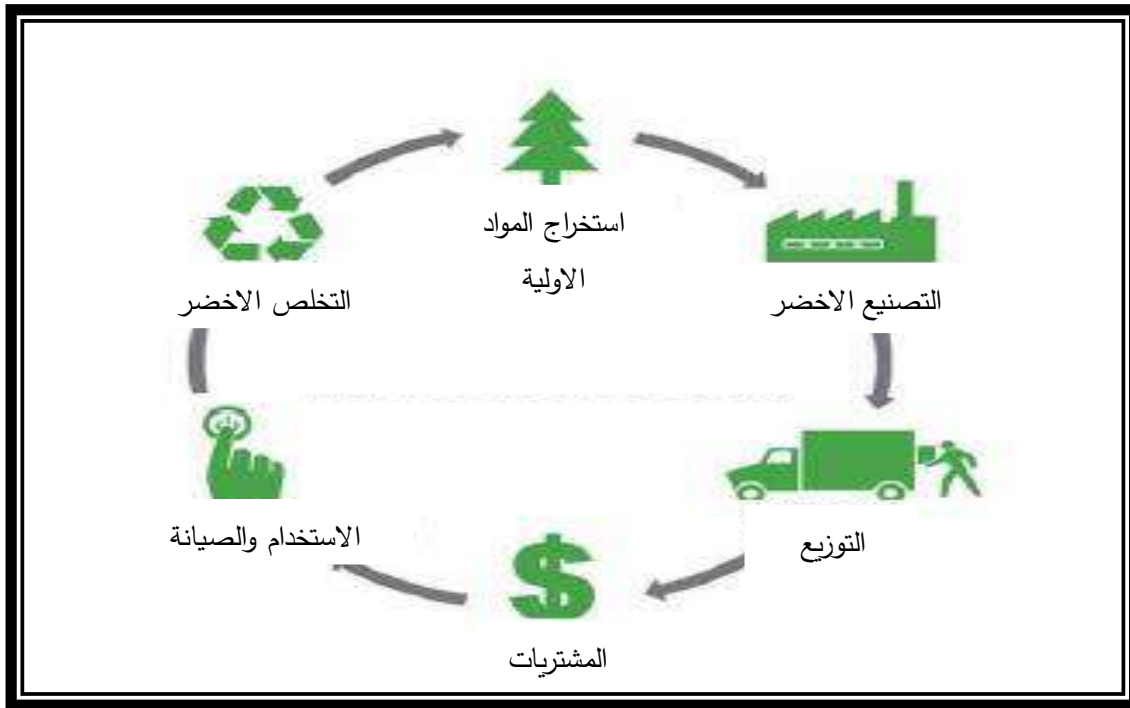 استخراج المواد
الاولية
التصنيع الاخضر
التوزيع
المشتريات
الاستخدام والصيانة
التخلص الاخضر